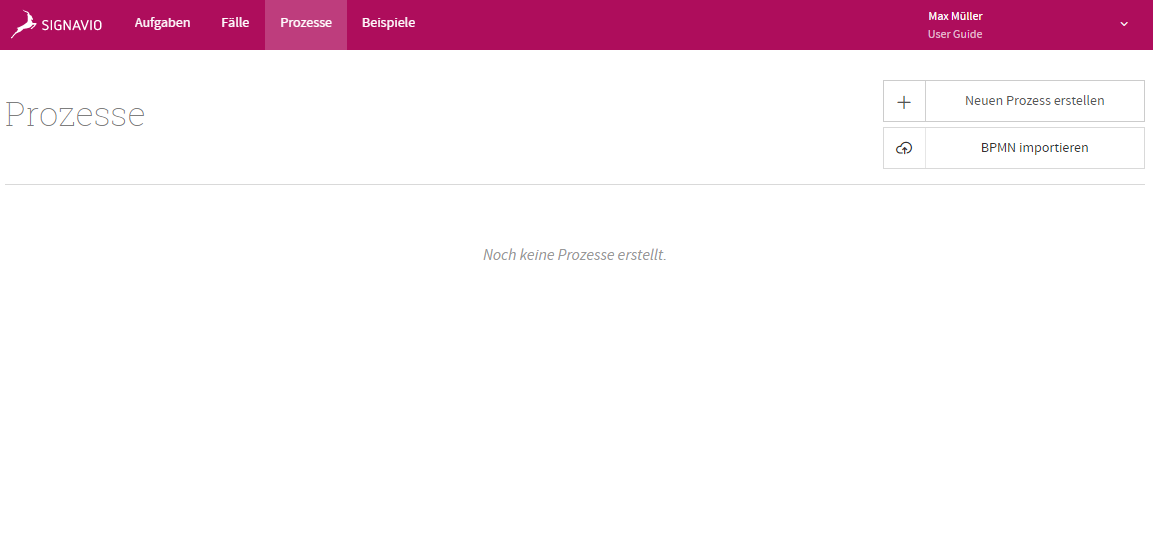 SIGNAVIO
Aufgaben
Fälle
Prozesse
Beispiele
Max Müller
User Guide
Prozesse
Neuen Prozess erstellen
BPMN importieren
Noch keine Prozesse erstellt.